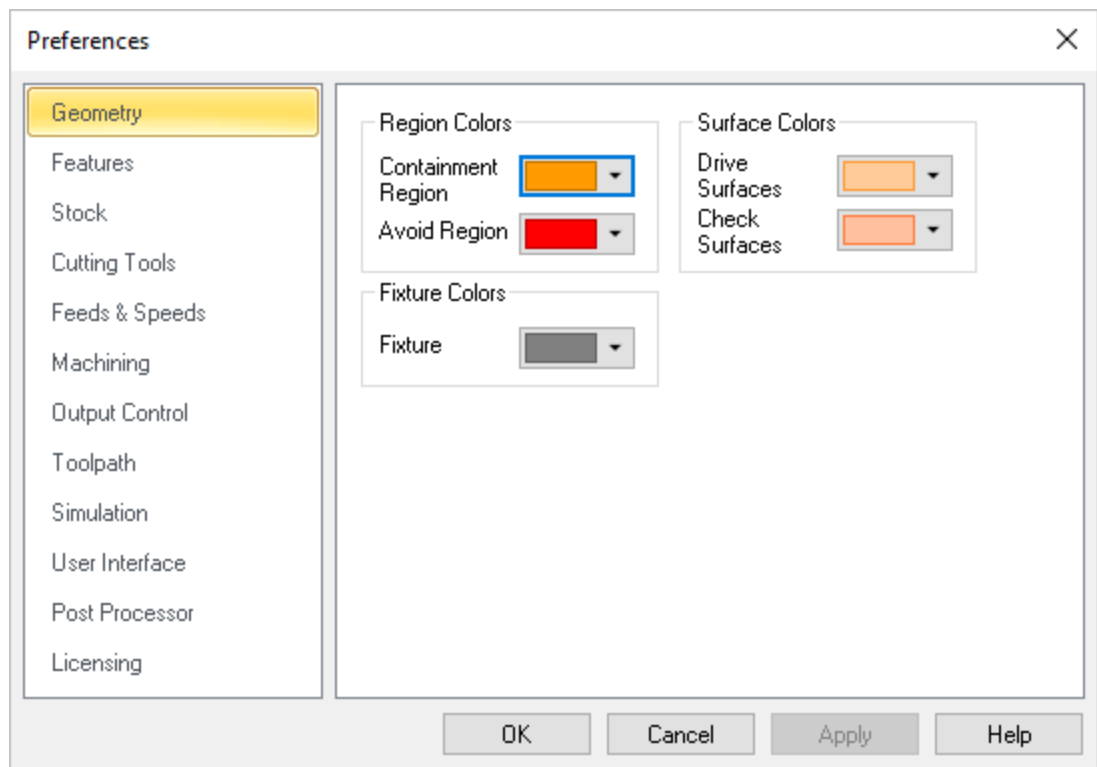 Preferences
Geometry
Features
Stock
Cutting Tools
Feeds & Speeds
Machining
Output Control
Toolpath
Simulation
User Interface
Post Processor
Licensing
Region Colors
Containment
Region
Avoid Region
Surface Colors
Drive
Surfaces
Check
Surfaces
Fixture Colors
Fixture
OK
Cancel
Apply
Help